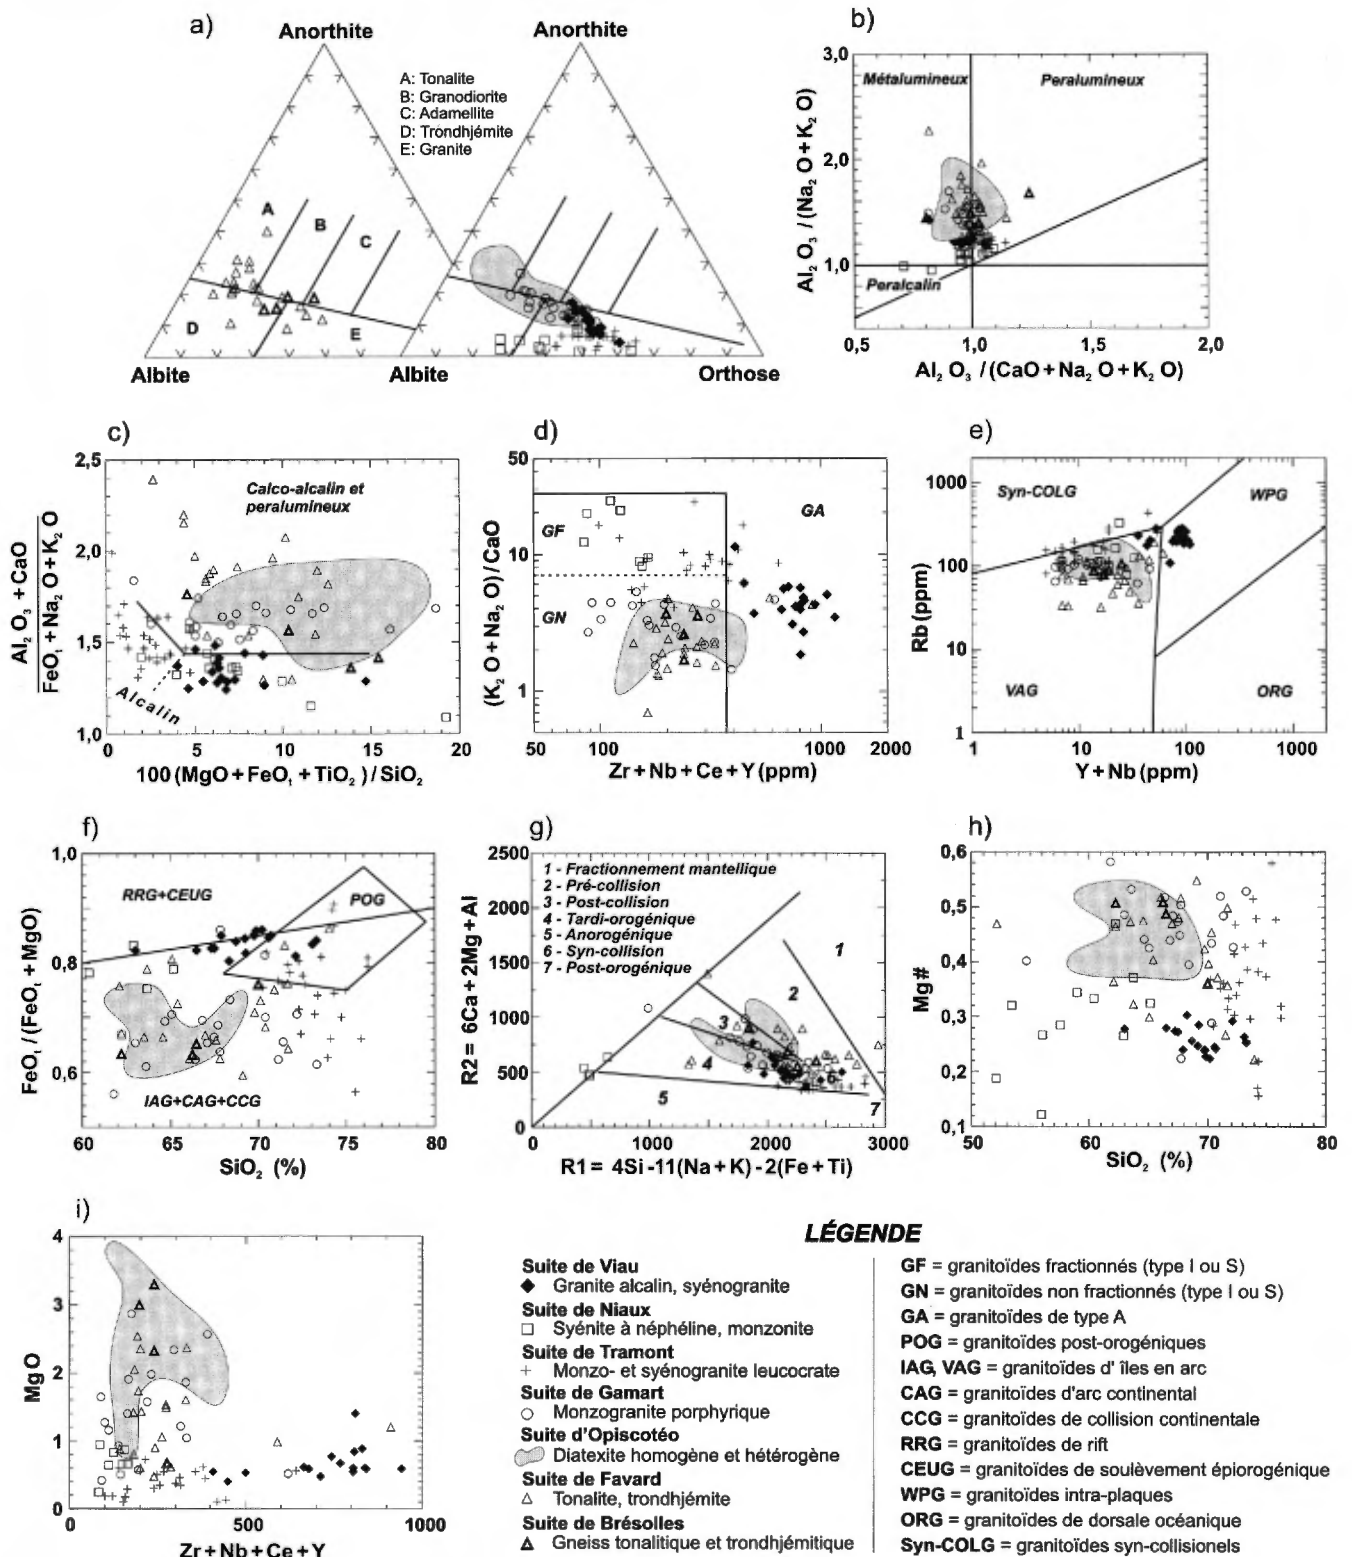 a)
Anorthite
Anorthite
A: Tonalite
B: Granodiorite
C: Adamellite
D: Trondhjémite
E: Granite
A
B
C
D
E
Albite
Albite
Orthose
b)
3,0
2,0
1,0
Métalumineux
Peralumineux
Peralcalin
0,5
1,0
1,5
2,0
Al2 O3 / (Na2 O + K2 O)
Al2 O3 / (CaO + Na2 O + K2 O)
c)
2,5
2,0
1,5
1,0
Calco-alcalin et
peralumineux
Alcalin
0
5
10
15
20
Al2 O3 + CaO
FeOt + Na2 O + K2 O
100 (MgO + FeOt + TiO2 ) / SiO2
d)
50
10
1
GF
GN
GA
50
100
1000
2000
(K2 O + Na2 O) / CaO
Zr + Nb + Ce + Y (ppm)
e)
1000
100
10
1
Syn-COLG
WPG
VAG
ORG
1
10
100
1000
Rb (ppm)
Y + Nb (ppm)
f)
1,0
0,8
0,6
RRG+CEUG
POG
IAG+CAG+CCG
60
65
70
75
80
FeOt / (FeOt + MgO)
SiO2 (%)
g)
2500
2000
1500
1000
500
0
1 - Fractionnement mantellique
2 - Pré-collision
3 - Post-collision
4 - Tardi-orogénique
5 - Anorogénique
6 - Syn-collision
7 - Post-orogénique
1
2
3
4
5
6
7
0
1000
2000
3000
R2 = 6Ca + 2Mg + Al
R1 = 4Si -11(Na + K) - 2(Fe + Ti)
h)
0,6
0,5
0,4
0,3
0,2
0,1
50
60
70
80
Mg#
SiO2 (%)
i)
4
3
2
1
0
0
500
1000
MgO
Zr + Nb + Ce + Y
LÉGENDE
Suite de Viau
Granite alcalin, syénogranite
Suite de Niaux
Syénite à néphéline, monzonite
Suite de Tramont
Monzo- et syénogranite leucocrate
Suite de Gamart
Monzogranite porphyrique
Suite d'Opiscotéo
Diatexite homogène et hétérogène
Suite de Favard
Tonalite, trondhjémite
Suite de Brésolles
Gneiss tonalitique et trondhjémitique
GF = granitoïdes fractionnés (type I ou S)
GN = granitoïdes non fractionnés (type I ou S)
GA = granitoïdes de type A
POG = granitoïdes post-orogéniques
IAG, VAG = granitoïdes d' îles en arc
CAG = granitoïdes d'arc continental
CCG = granitoïdes de collision continentale
RRG = granitoïdes de rift
CEUG = granitoïdes de soulèvement épiorogénique
WPG = granitoïdes intra-plaques
ORG = granitoïdes de dorsale océanique
Syn-COLG = granitoïdes syn-collisionels